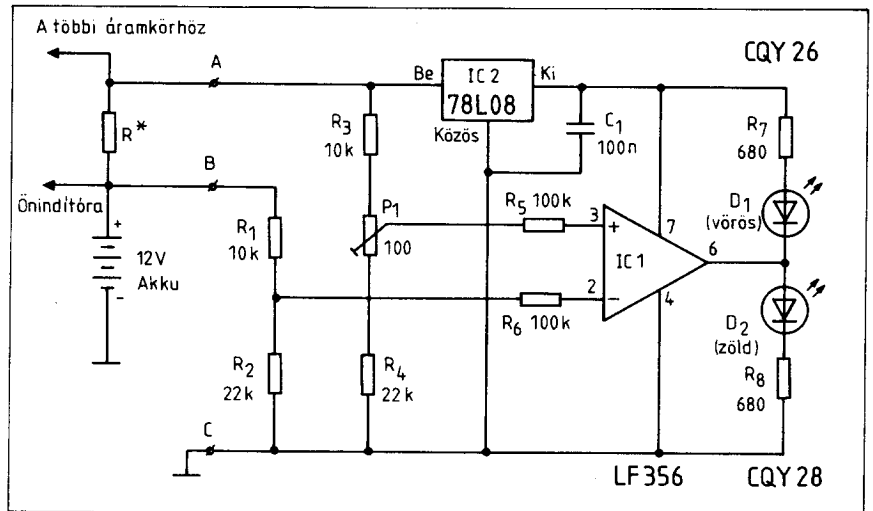 A többi áramkörhöz
A
Be
IC 2
Ki
78L08
Közös
CQY 26
R*
R3
10k
C1
100n
R7
680
B
Önindítóra
+
12V
Akku
-
R1
10k
P1
100
R5 100k
3
+
7
IC1
6
2
-
4
R6 100k
D1
(vörös)
D2
(zöld)
R2
22k
R4
22k
R8
680
C
LF356
CQY28